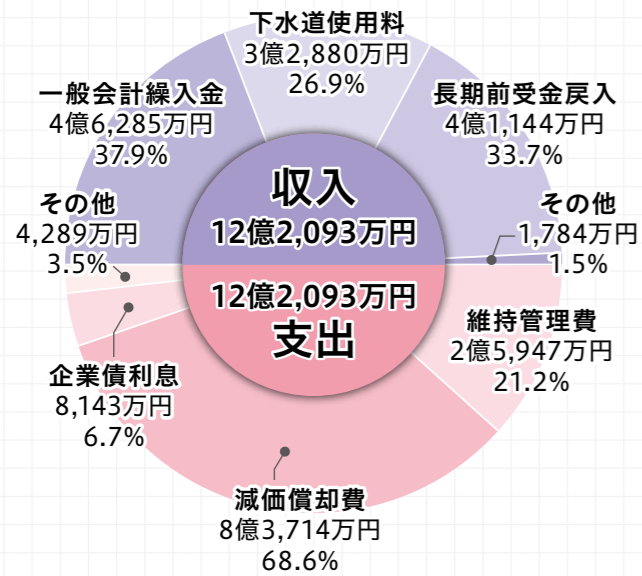 下水道使用料
3億2,880万円
26.9%
一般会計繰入金
4億6,285万円
37.9%
長期前受金戻入
4億1,144万円
33.7%
その他
4,289万円
3.5%
その他
1,784万円
1.5%
収入
12億2,093万円
12億2,093万円
支出
維持管理費
2億5,947万円
21.2%
企業債利息
8,143万円
6.7%
減価償却費
8億3,714万円
68.6%